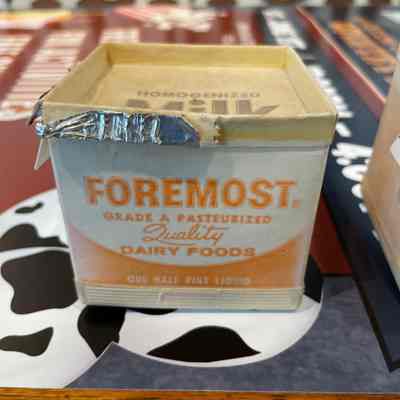 HOMOGENIZED
Milk
FOREMOST®
GRADE A PASTEURIZED
Quality
DAIRY FOODS
ONE HALF PINT LIQUID